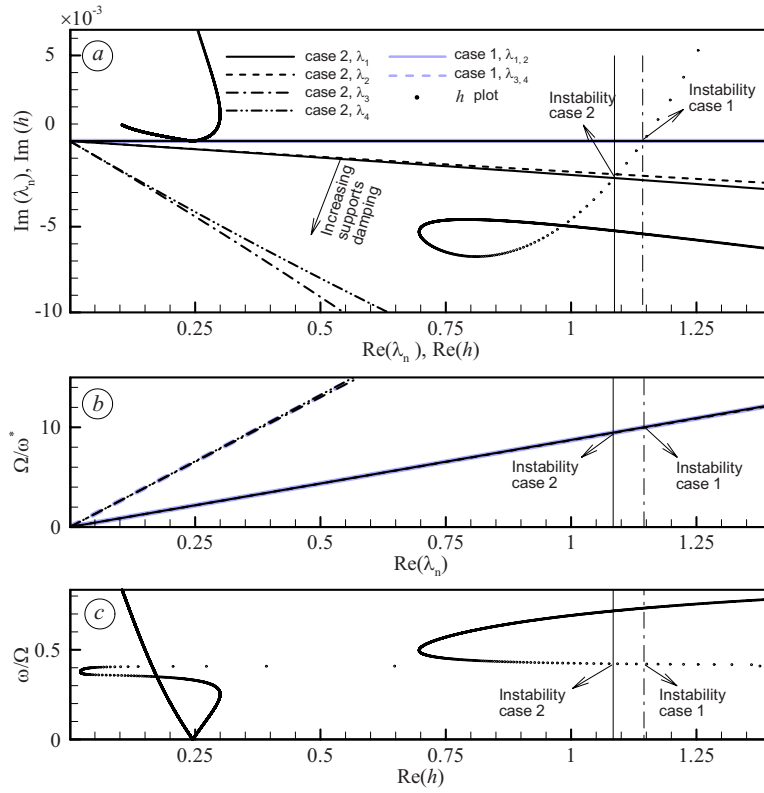 ×10⁻³
a
case 2, λ₁
case 2, λ₂
case 2, λ₃
case 2, λ₄
case 1, λ₁,₂
case 1, λ₃,₄
h plot
Instability
case 2
Instability
case 1
Increasing
supports
damping
5
0
-5
-10
Im (λₙ), Im (h)
0.25
0.5
0.75
1
1.25
Re(λₙ), Re(h)
b
10
0
Ω/ω*
Instability
case 2
Instability
case 1
0.25
0.5
0.75
1
1.25
Re(λₙ)
c
0.5
0
ω/Ω
Instability
case 2
Instability
case 1
0.25
0.5
0.75
1
1.25
Re(h)